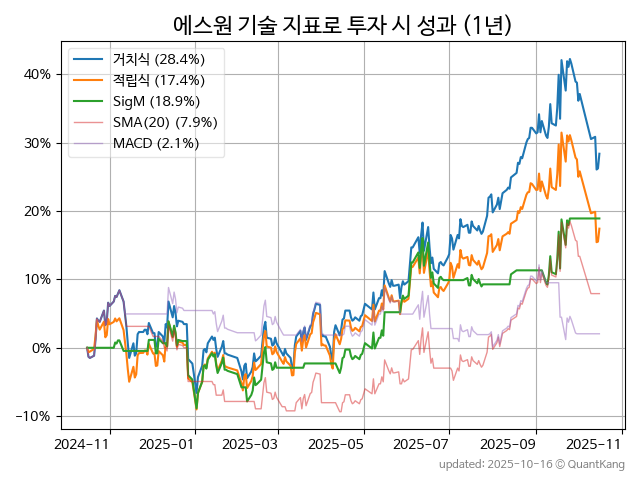 에스원 기술 지표로 투자 시 성과 (1년)
거치식 (28.4%)
적립식 (17.4%)
SigM (18.9%)
SMA(20) (7.9%)
MACD (2.1%)
40%
30%
20%
10%
0%
−10%
2024-11
2025-01
2025-03
2025-05
2025-07
2025-09
2025-11
updated: 2025-10-16 © QuantKang